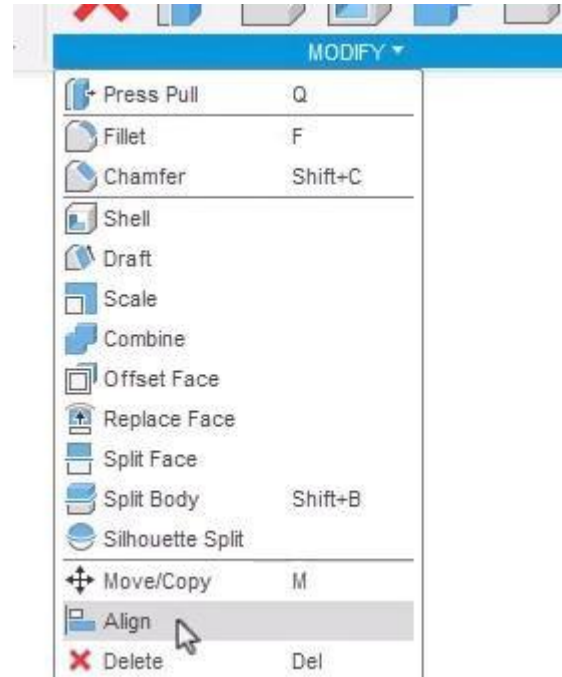 MODIFY
Press Pull Q
Fillet F
Chamfer Shift+C
Shell
Draft
Scale
Combine
Offset Face
Replace Face
Split Face
Split Body Shift+B
Silhouette Split
Move/Copy M
Align
Delete Del